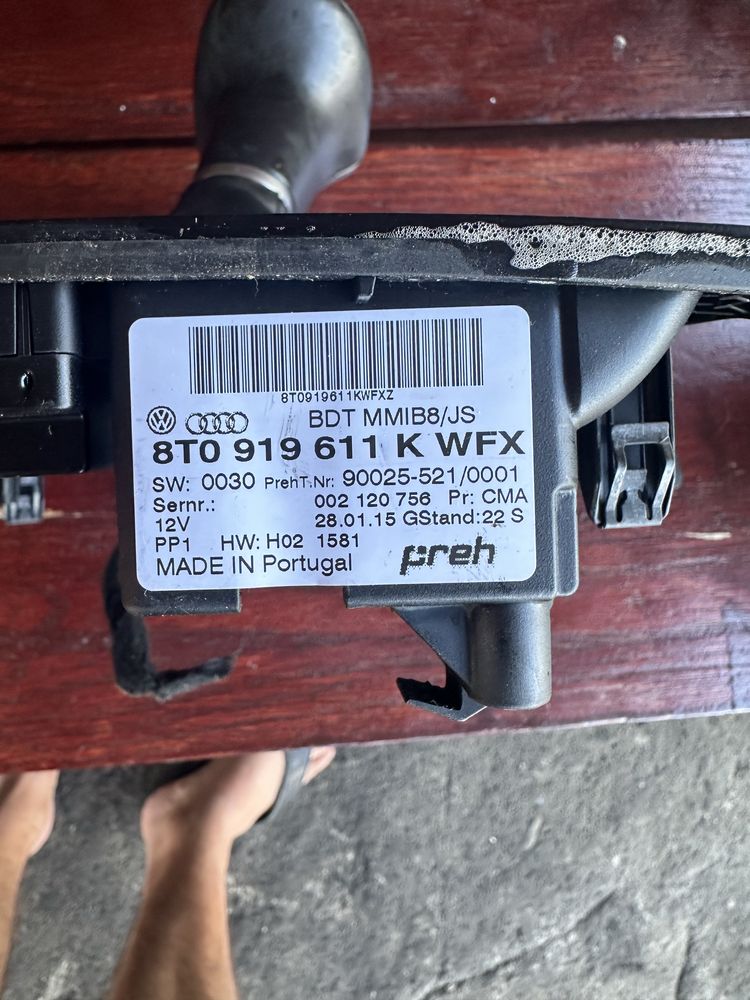 8T0919611KWFXZ
BDT MMIB8/JS
8T0 919 611 K WFX
SW: 0030 PrehT.Nr: 90025-521/0001
Sernr.: 002 120 756 Pr: CMA
12V 28.01.15 GStand:22 S
PP1 HW: H02 1581
MADE IN Portugal preh